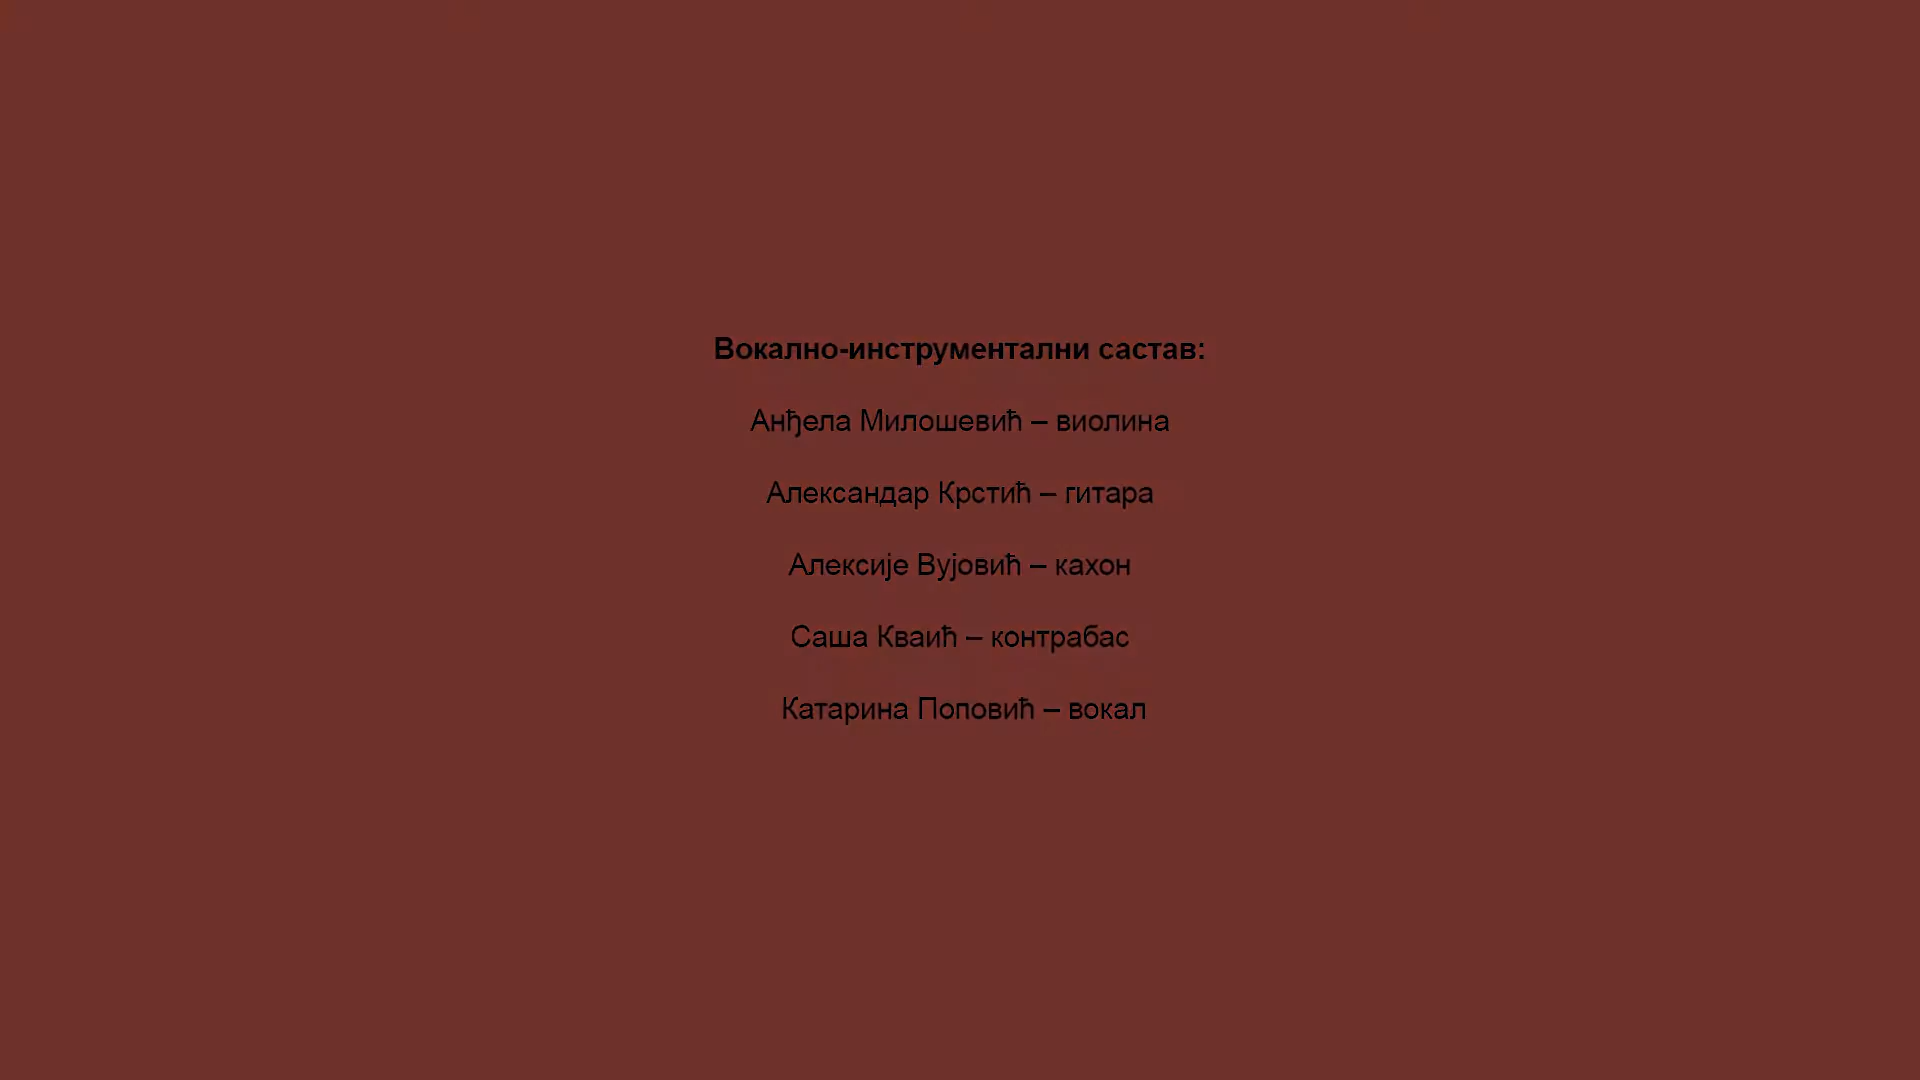 Вокално-инструментални састав:
Анђела Милошевић – виолина
Александар Крстић – гитара
Алексије Вујовић – кахон
Саша Кваић – контрабас
Катарина Поповић – вокал